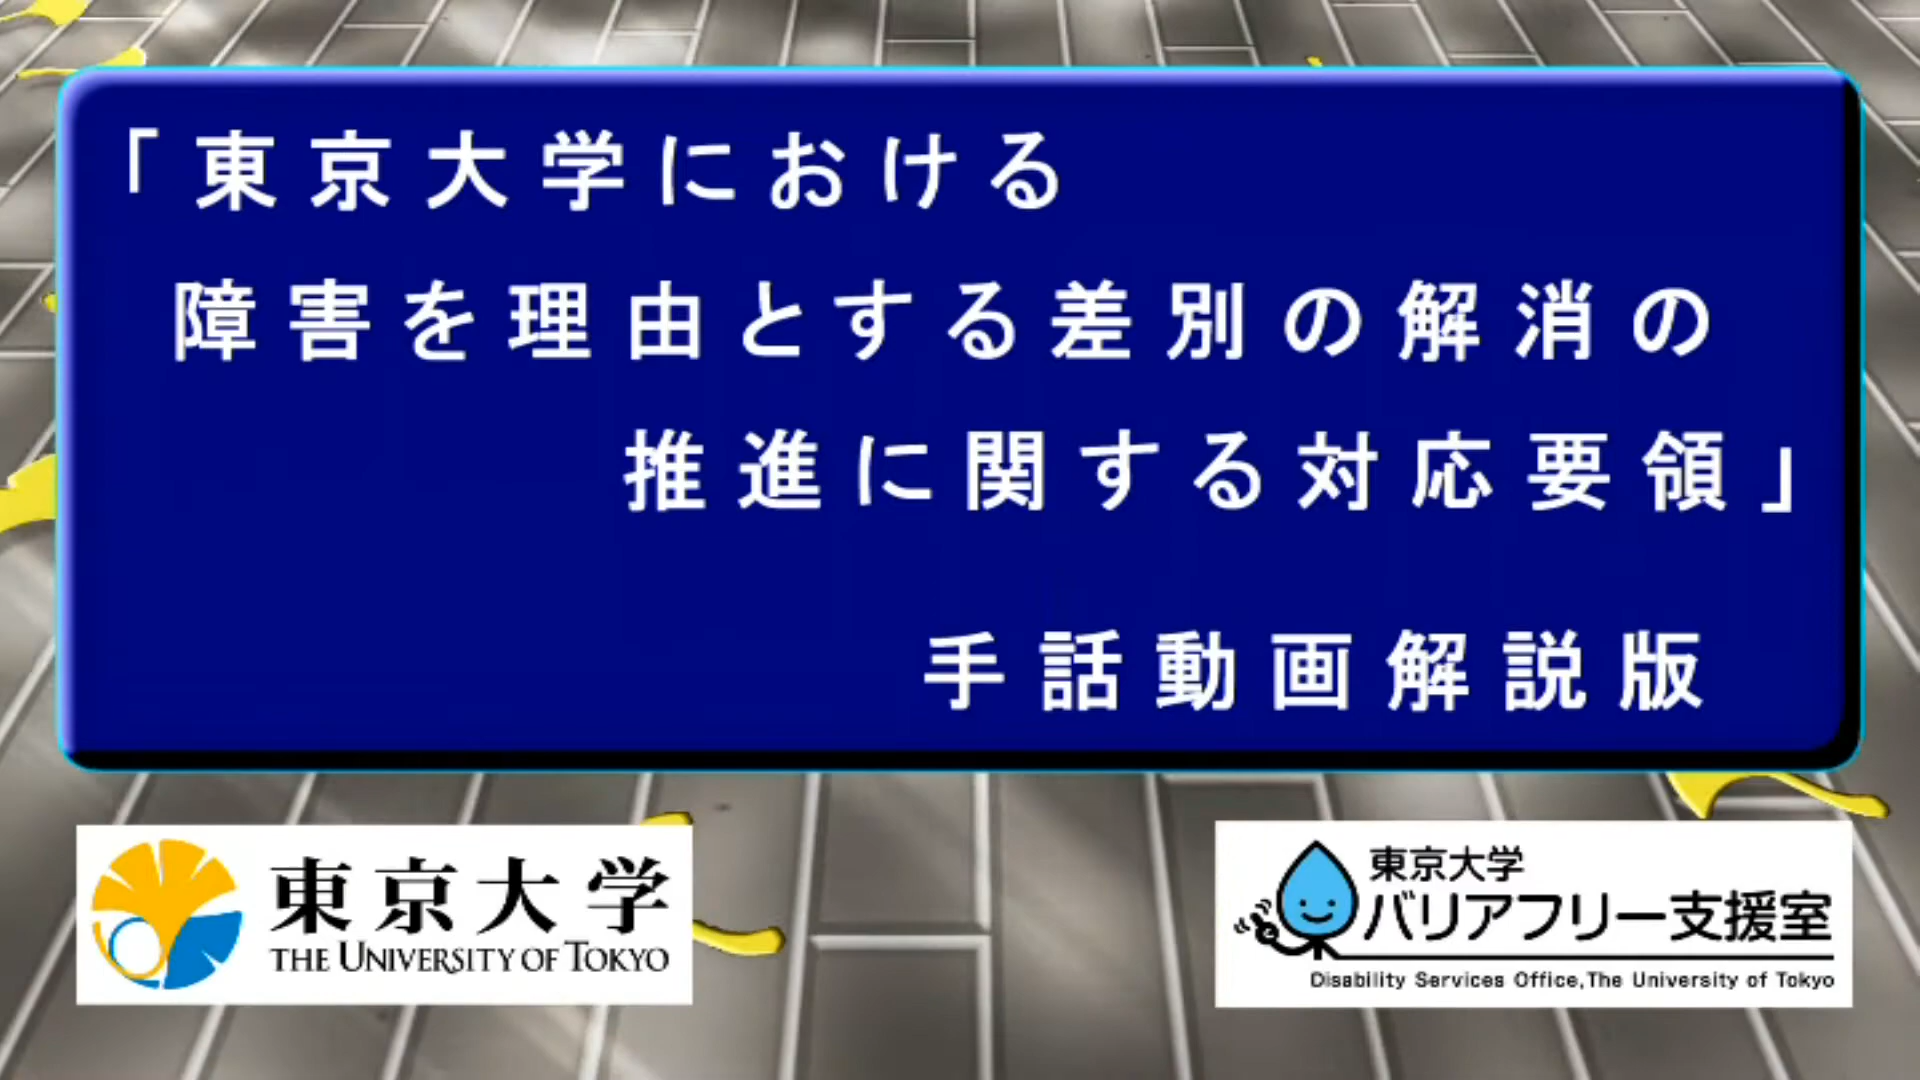 「東京大学における
障害を理由とする差別の解消の
推進に関する対応要領」
手話動画解説版
東京大学
THE UNIVERSITY OF TOKYO
東京大学
バリアフリー支援室
Disability Services Office,The University of Tokyo